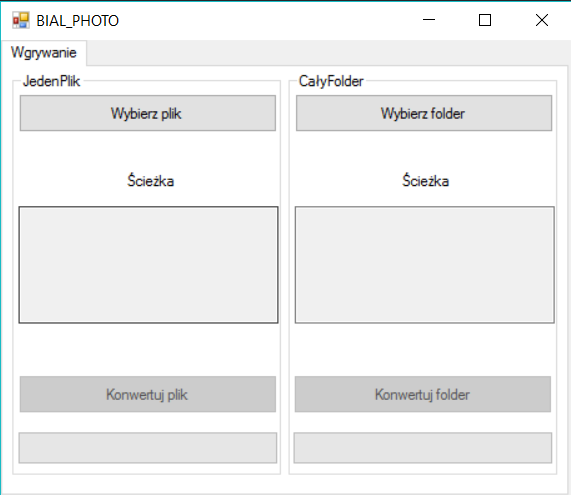 BIAL_PHOTO
Wgrywanie
JedenPlik
Wybierz plik
Ścieżka
Konwertuj plik
CałyFolder
Wybierz folder
Ścieżka
Konwertuj folder